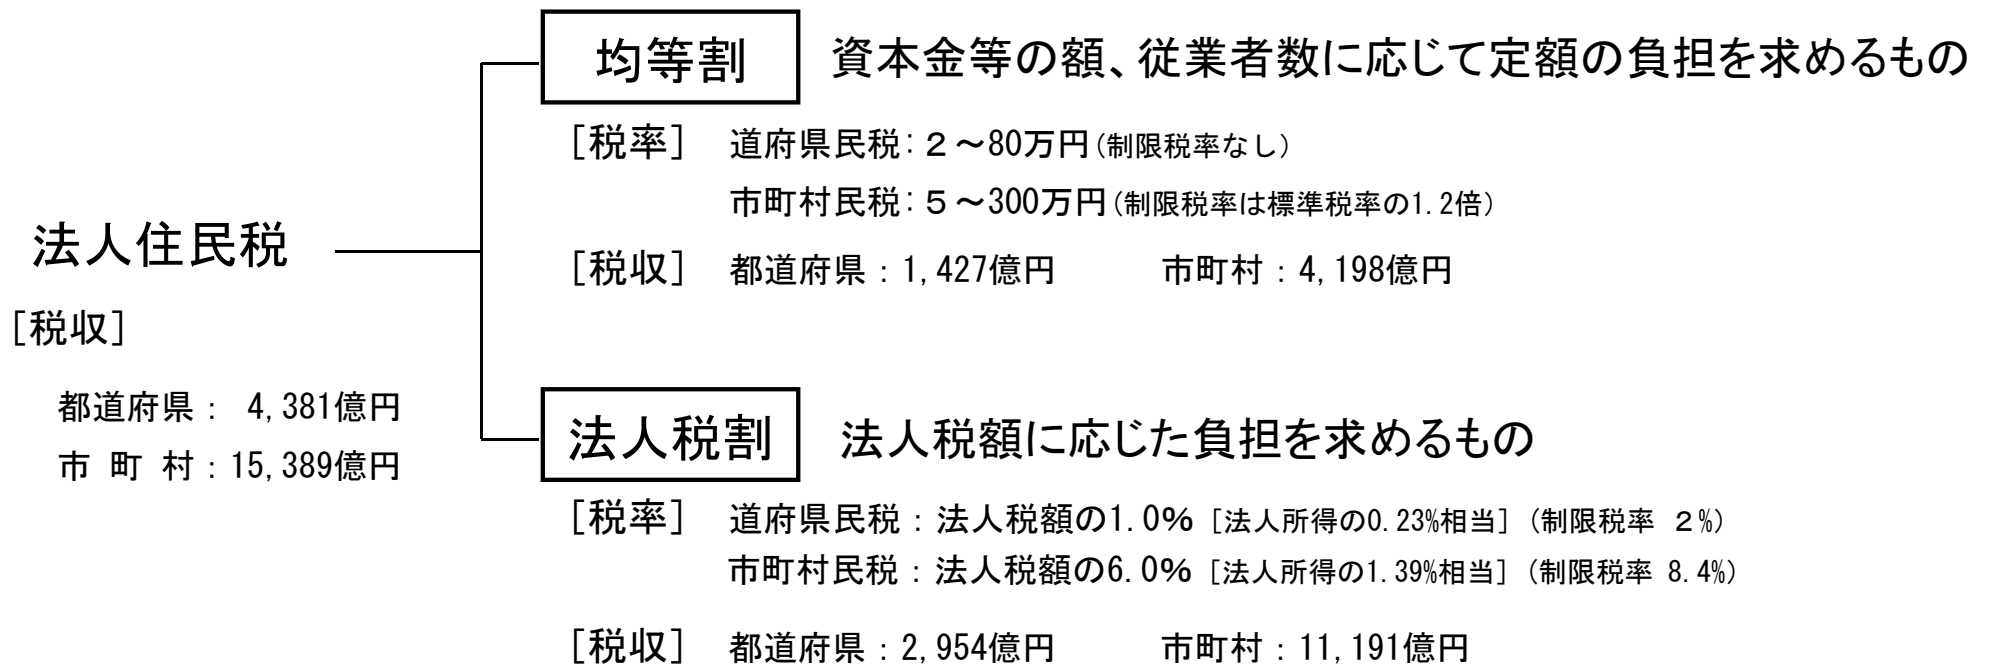 均等割 資本金等の額、従業者数に応じて定額の負担を求めるもの
[税率] 道府県民税：２～80万円(制限税率なし)
市町村民税：５～300万円(制限税率は標準税率の1.2倍)
[税収] 都道府県：1,427億円 市町村：4,198億円
法人住民税
[税収]
都道府県： 4,381億円
市 町 村：15,389億円
法人税割 法人税額に応じた負担を求めるもの
[税率] 道府県民税：法人税額の1.0% [法人所得の0.23%相当] (制限税率 ２%)
市町村民税：法人税額の6.0% [法人所得の1.39%相当] (制限税率 8.4%)
[税収] 都道府県：2,954億円 市町村：11,191億円